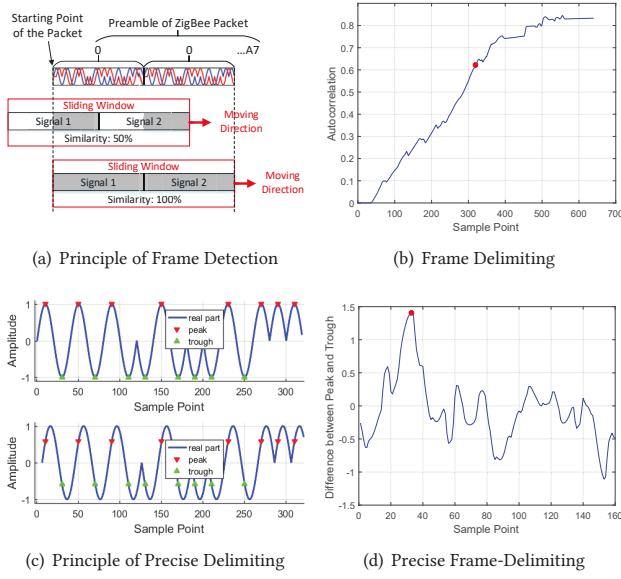 Starting Point
of the Packet
Preamble of ZigBee Packet
0 0 ...A7
Sliding Window
Signal 1 Signal 2
Similarity: 50%
Moving
Direction
Sliding Window
Signal 1 Signal 2
Similarity: 100%
Moving
Direction
(a) Principle of Frame Detection
Autocorrelation
0.8
0.7
0.6
0.5
0.4
0.3
0.2
0.1
0
0 100 200 300 400 500 600 700
Sample Point
(b) Frame Delimiting
Amplitude
1
0
-1
real part
peak
trough
0 50 100 150 200 250 300
Sample Point
Amplitude
1
0
-1
real part
peak
trough
0 50 100 150 200 250 300
Sample Point
(c) Principle of Precise Delimiting
Difference between Peak and Trough
1.5
1
0.5
0
-0.5
-1
-1.5
0 20 40 60 80 100 120 140 160
Sample Point
(d) Precise Frame-Delimiting